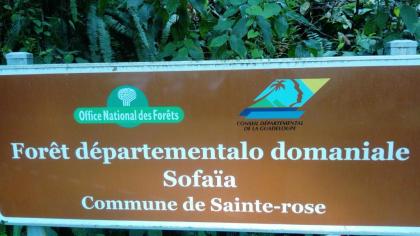 Office National des Forêts
CONSEIL DÉPARTEMENTAL
DE LA GUADELOUPE
Forêt départementalo domaniale
Sofaïa
Commune de Sainte-rose